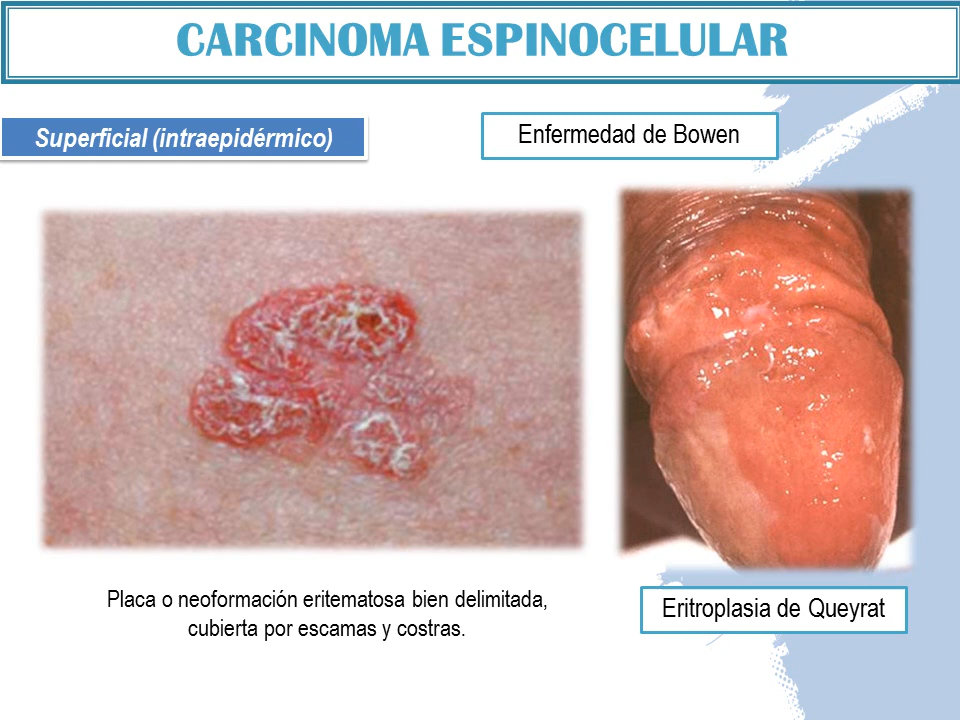 CARCINOMA ESPINOCELULAR
Superficial (intraepidérmico)
Enfermedad de Bowen
Placa o neoformación eritematosa bien delimitada,
cubierta por escamas y costras.
Eritroplasia de Queyrat